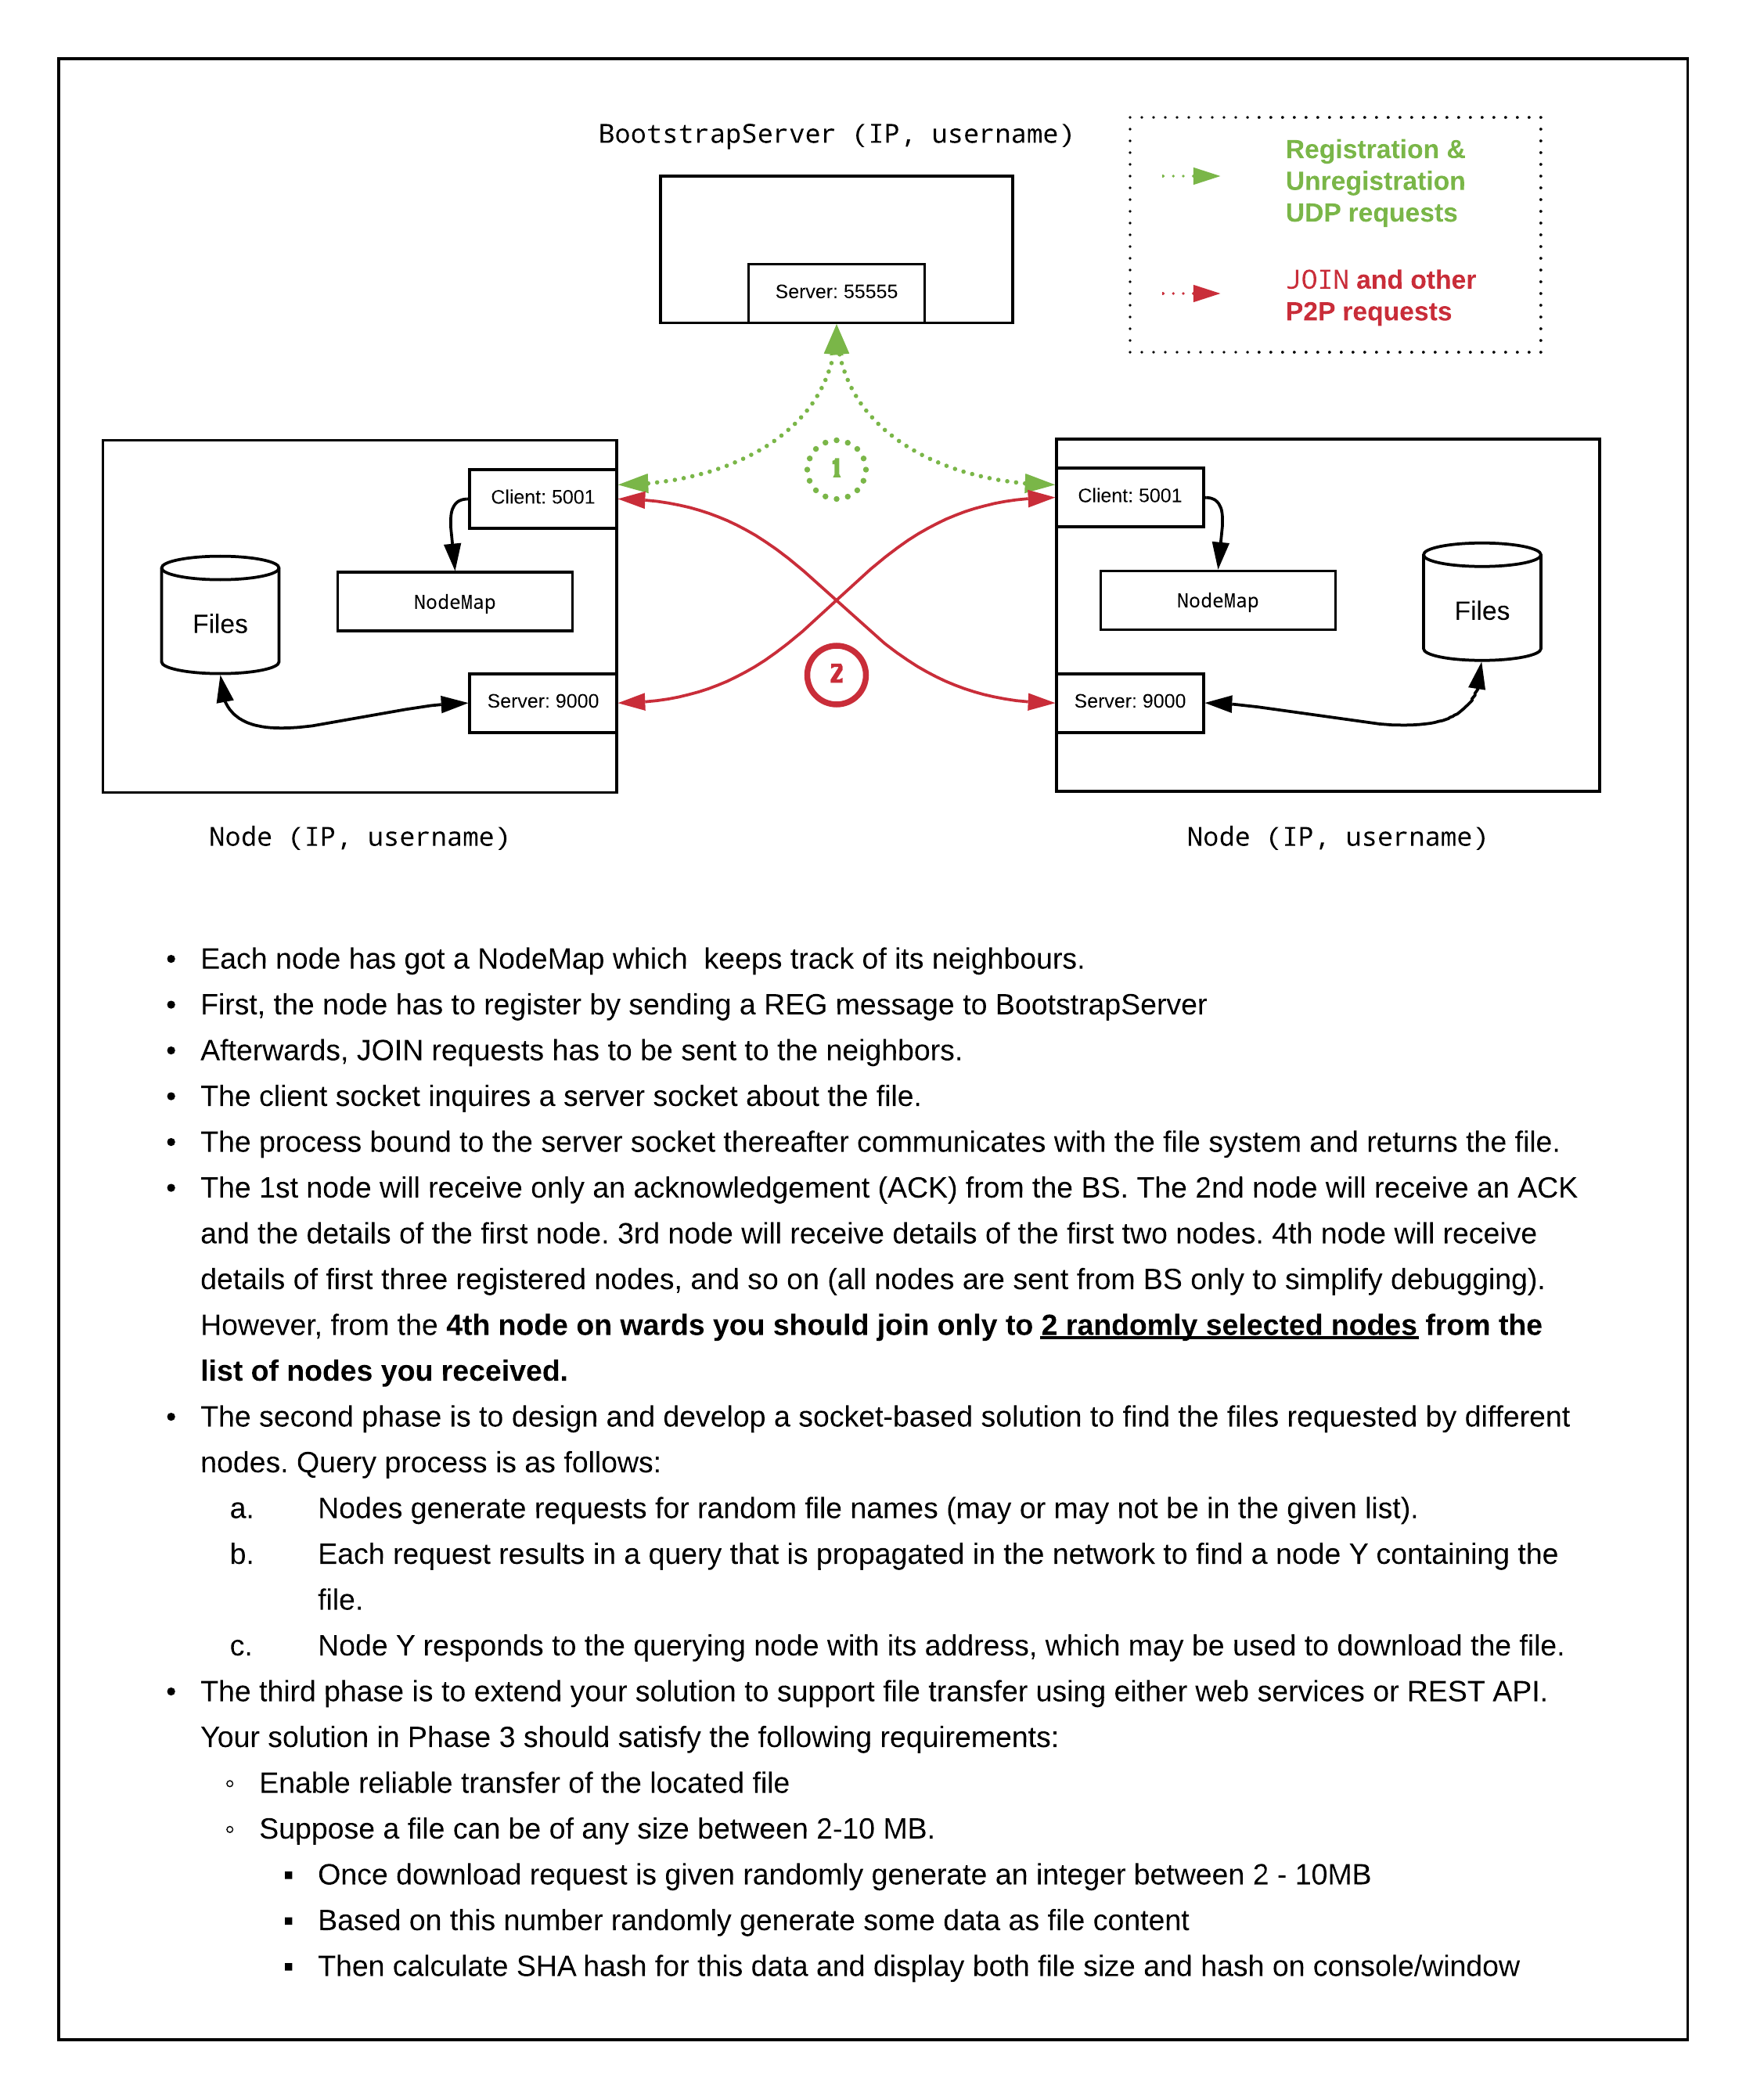 BootstrapServer (IP, username)
Registration &
Unregistration
UDP requests
JOIN and other
P2P requests
Server: 55555
1
Client: 5001
NodeMap
Files
Server: 9000
2
Client: 5001
NodeMap
Files
Server: 9000
Node (IP, username)
Node (IP, username)
• Each node has got a NodeMap which  keeps track of its neighbours.
• First, the node has to register by sending a REG message to BootstrapServer
• Afterwards, JOIN requests has to be sent to the neighbors.
• The client socket inquires a server socket about the file.
• The process bound to the server socket thereafter communicates with the file system and returns the file.
• The 1st node will receive only an acknowledgement (ACK) from the BS. The 2nd node will receive an ACK
and the details of the first node. 3rd node will receive details of the first two nodes. 4th node will receive
details of first three registered nodes, and so on (all nodes are sent from BS only to simplify debugging).
However, from the 4th node on wards you should join only to 2 randomly selected nodes from the
list of nodes you received.
• The second phase is to design and develop a socket-based solution to find the files requested by different
nodes. Query process is as follows:
a. Nodes generate requests for random file names (may or may not be in the given list).
b. Each request results in a query that is propagated in the network to find a node Y containing the
file.
c. Node Y responds to the querying node with its address, which may be used to download the file.
• The third phase is to extend your solution to support file transfer using either web services or REST API.
Your solution in Phase 3 should satisfy the following requirements:
◦ Enable reliable transfer of the located file
◦ Suppose a file can be of any size between 2-10 MB.
▪ Once download request is given randomly generate an integer between 2 - 10MB
▪ Based on this number randomly generate some data as file content
▪ Then calculate SHA hash for this data and display both file size and hash on console/window